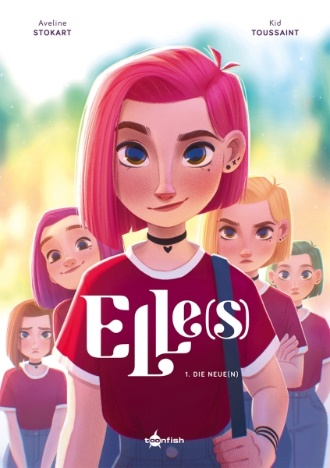 Aveline
STOKART
Kid
TOUSSAINT
ELLe(s)
1. DIE NEUE(N)
toonfish